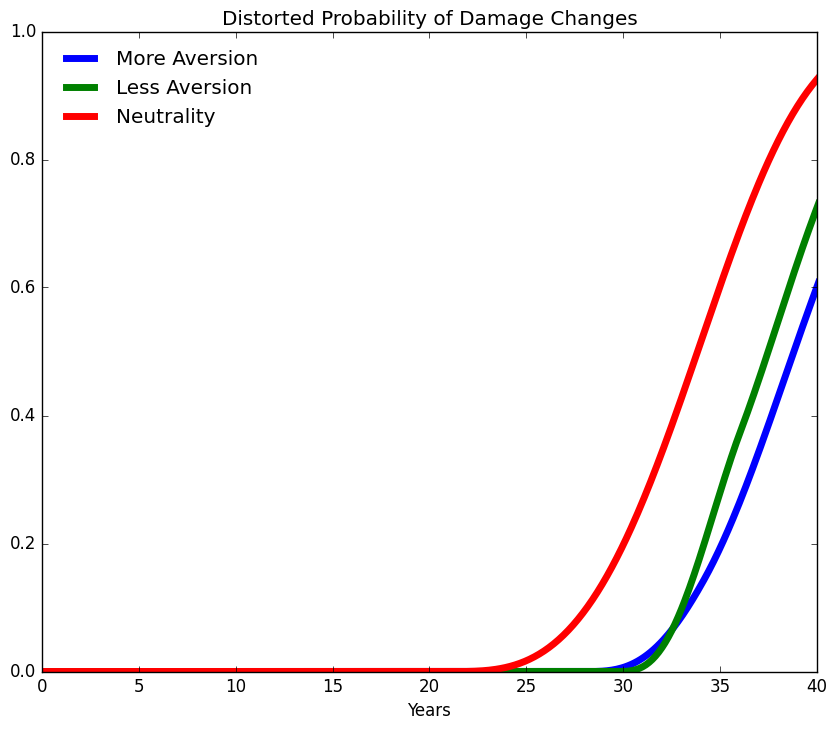 Distorted Probability of Damage Changes
1.0
More Aversion
Less Aversion
Neutrality
0.8
0.6
0.4
0.2
0.0
0 5 10 15 20 25 30 35 40
Years